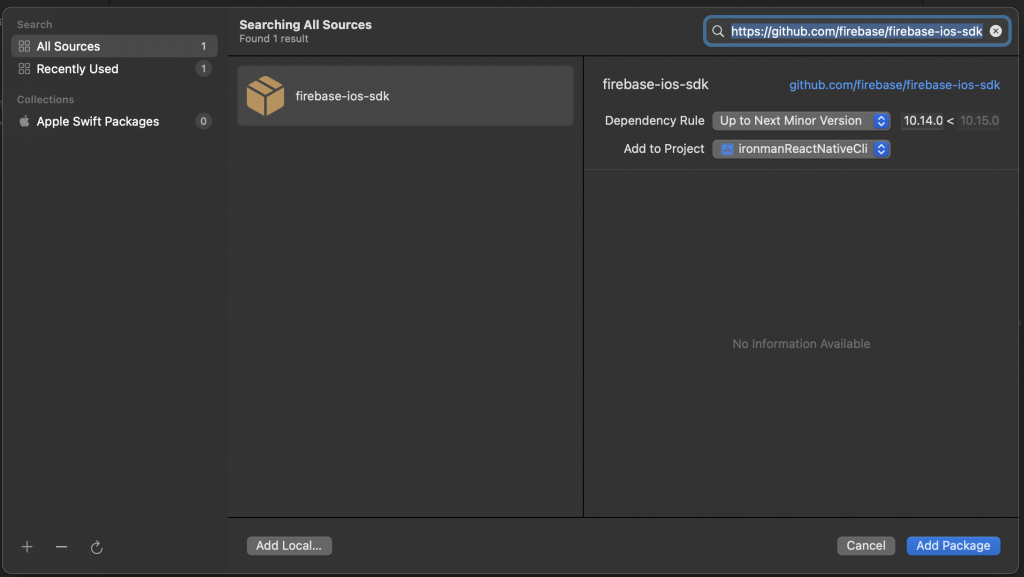 Search
All Sources 1
Recently Used 1
Collections
Apple Swift Packages 0
Searching All Sources
Found 1 result
https://github.com/firebase/firebase-ios-sdk
firebase-ios-sdk
firebase-ios-sdk github.com/firebase/firebase-ios-sdk
Dependency Rule Up to Next Minor Version 10.14.0 < 10.15.0
Add to Project ironmanReactNativeCli
No Information Available
Add Local... Cancel Add Package